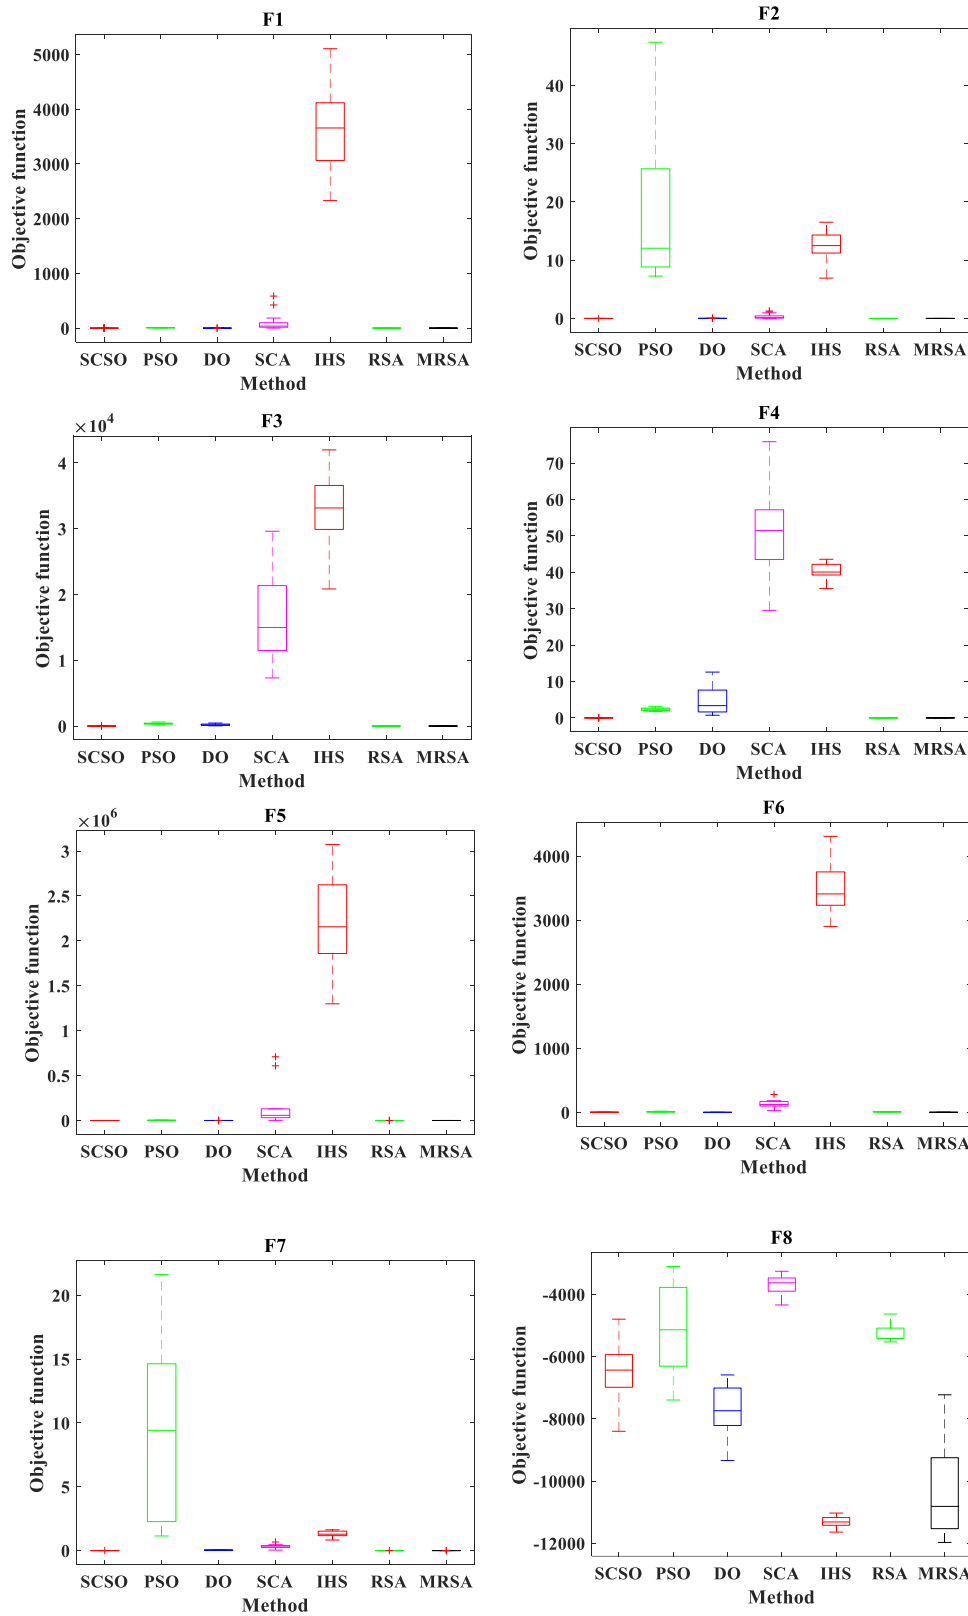 F1
Objective function
5000
4000
3000
2000
1000
0
SCSO PSO DO SCA IHS RSA MRSA
Method
F2
Objective function
40
30
20
10
0
SCSO PSO DO SCA IHS RSA MRSA
Method
F3
×10⁴
Objective function
4
3
2
1
0
SCSO PSO DO SCA IHS RSA MRSA
Method
F4
Objective function
70
60
50
40
30
20
10
0
SCSO PSO DO SCA IHS RSA MRSA
Method
F5
×10⁶
Objective function
3
2.5
2
1.5
1
0.5
0
SCSO PSO DO SCA IHS RSA MRSA
Method
F6
Objective function
4000
3000
2000
1000
0
SCSO PSO DO SCA IHS RSA MRSA
Method
F7
Objective function
20
15
10
5
0
SCSO PSO DO SCA IHS RSA MRSA
Method
F8
Objective function
-4000
-6000
-8000
-10000
-12000
SCSO PSO DO SCA IHS RSA MRSA
Method